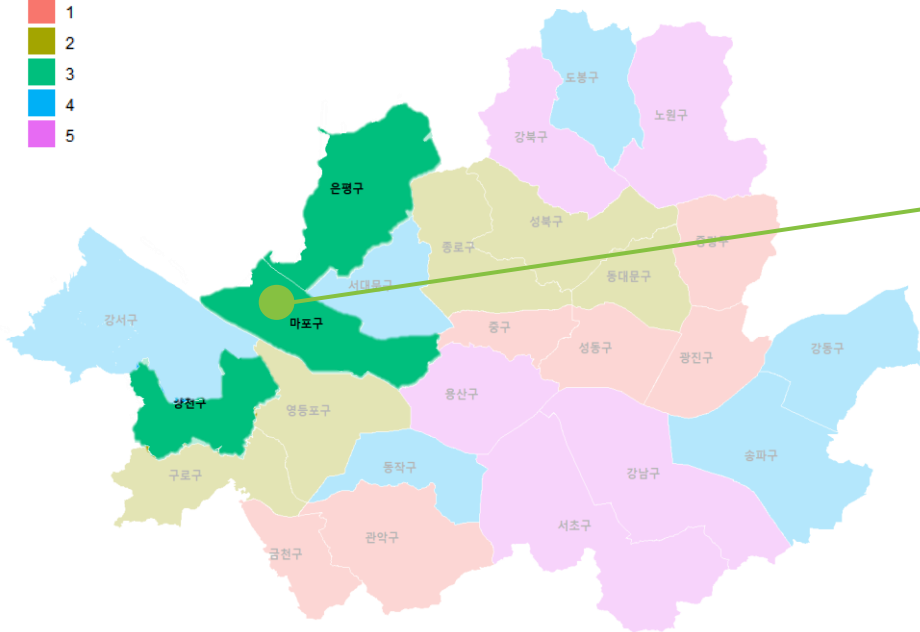 1
2
3
4
5
도봉구
노원구
강북구
은평구
성북구
종로구
중랑구
동대문구
서대문구
강서구
마포구
중구
성동구
광진구
강동구
양천구
용산구
영등포구
송파구
동작구
강남구
구로구
서초구
관악구
금천구